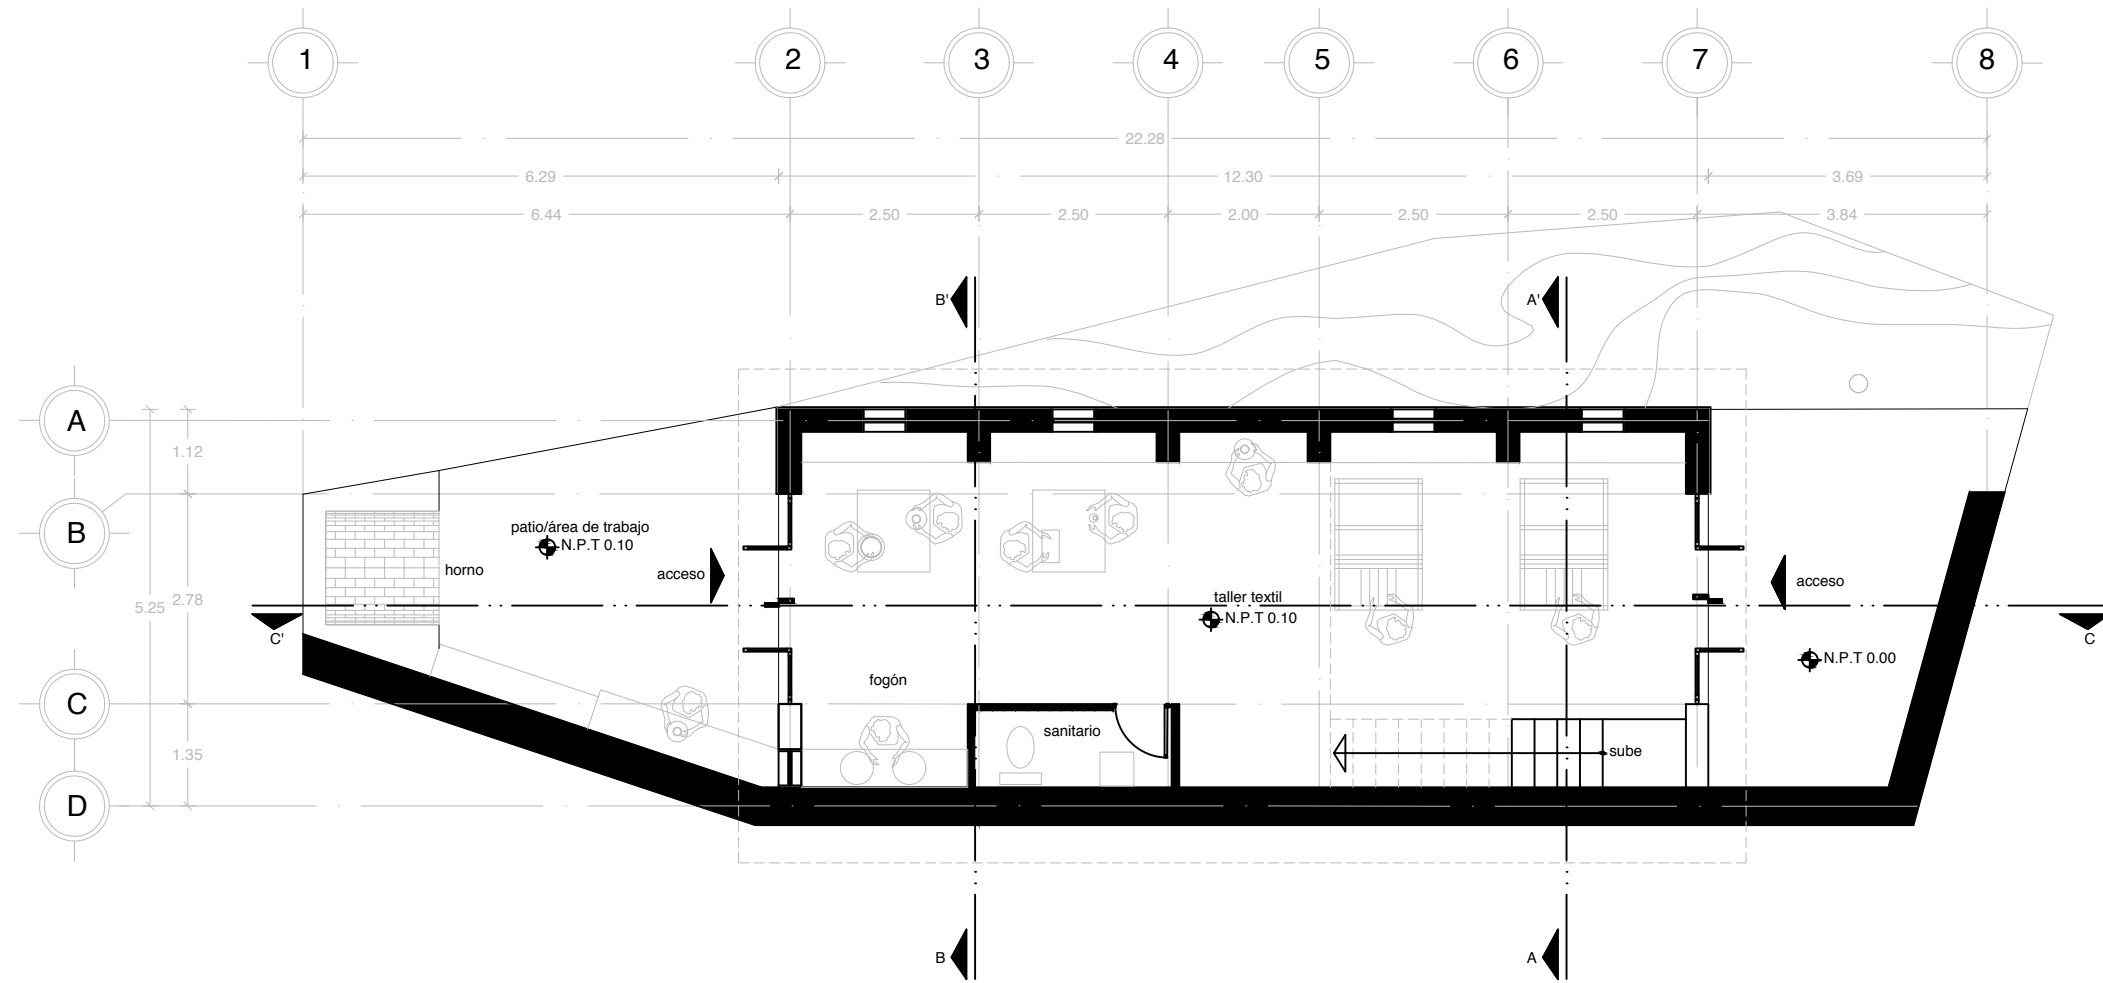 1 2 3 4 5 6 7 8
22.28
6.29 12.30 3.69
6.44 2.50 2.50 2.00 2.50 2.50 3.84
B' A'
A
1.12
B
patio/área de trabajo
N.P.T 0.10
horno
acceso
acceso
5.25 2.78
taller textil
N.P.T 0.10
C'
C
N.P.T 0.00
fogón
C
sanitario
sube
1.35
D
B A